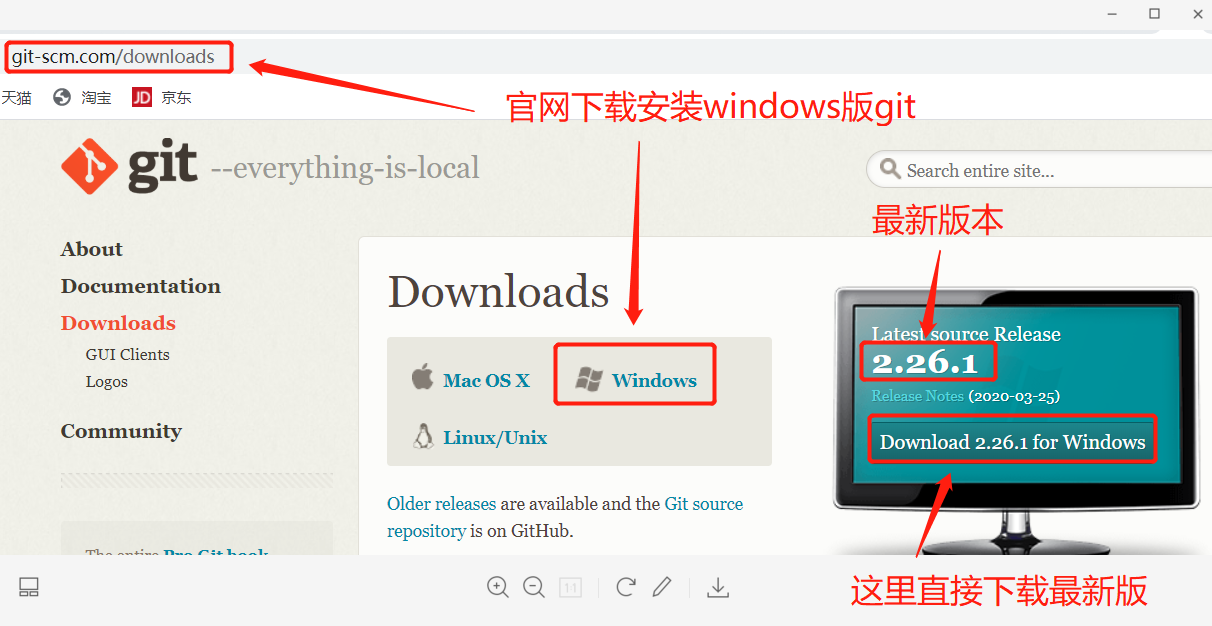 git-scm.com/downloads
天猫 淘宝 JD 京东
官网下载安装windows版git
git --everything-is-local
Search entire site...
最新版本
About
Documentation
Downloads
GUI Clients
Logos
Community
The entire Pro Git book
Downloads
Mac OS X
Windows
Linux/Unix
Older releases are available and the Git source
repository is on GitHub.
Latest source Release
2.26.1
Release Notes (2020-03-25)
Download 2.26.1 for Windows
1:1
这里直接下载最新版